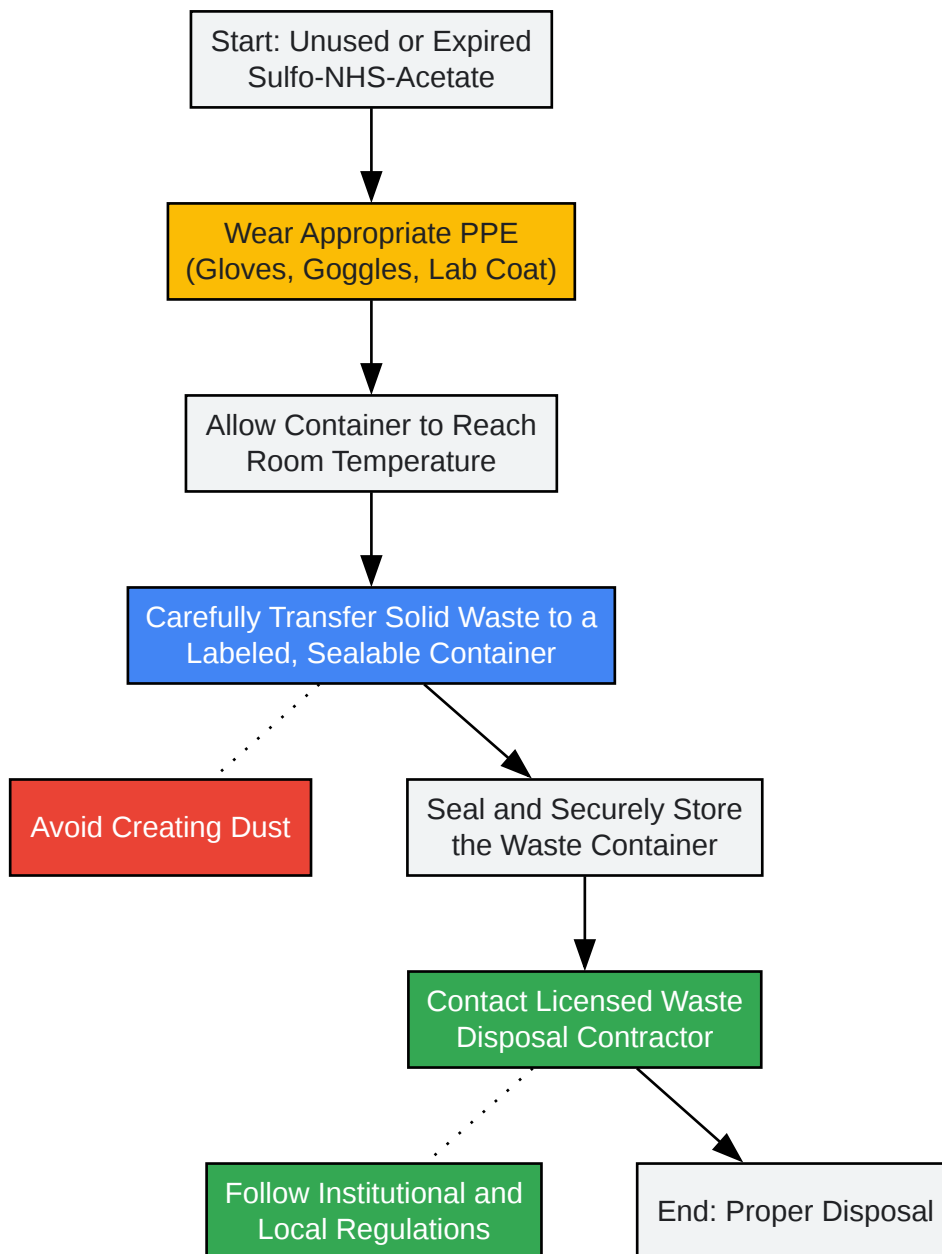 Start: Unused or Expired
Sulfo-NHS-Acetate
Wear Appropriate PPE
(Gloves, Goggles, Lab Coat)
Allow Container to Reach
Room Temperature
Carefully Transfer Solid Waste to a
Labeled, Sealable Container
Avoid Creating Dust
Seal and Securely Store
the Waste Container
Contact Licensed Waste
Disposal Contractor
Follow Institutional and
Local Regulations
End: Proper Disposal